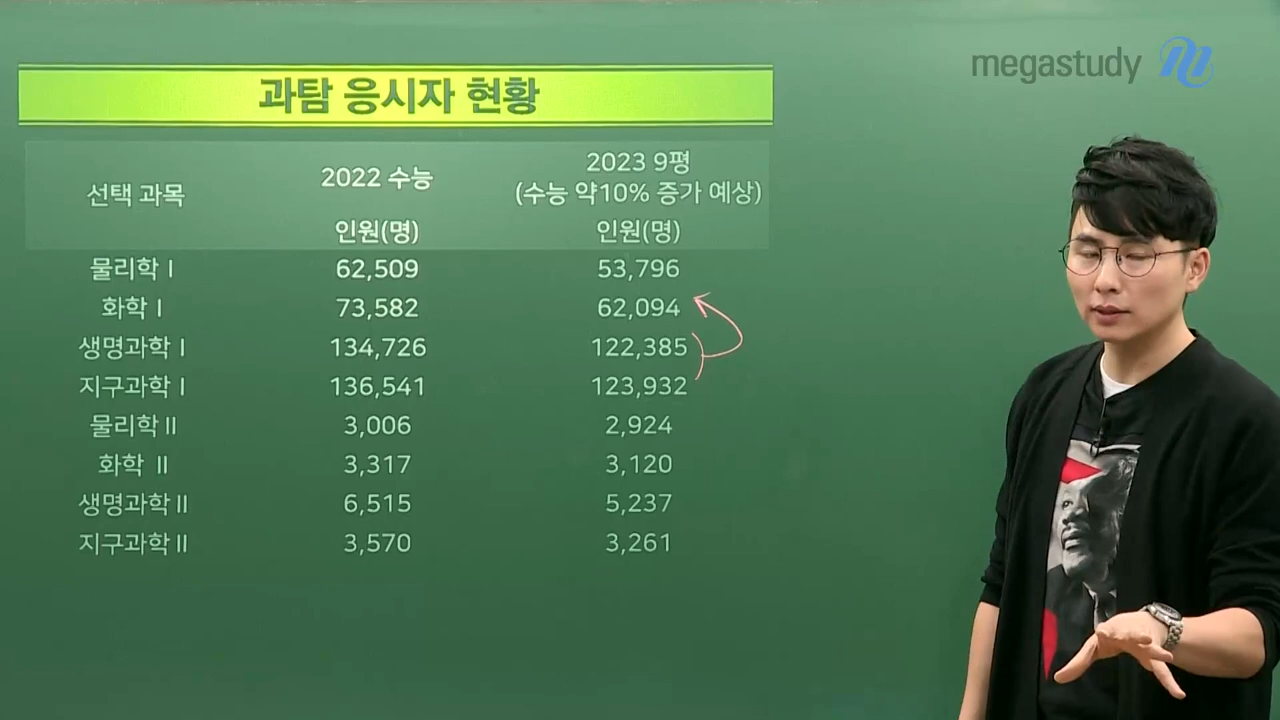 megastudy
과탐 응시자 현황
선택 과목 2022 수능 2023 9평
(수능 약10% 증가 예상)
인원(명) 인원(명)
물리학 Ⅰ 62,509 53,796
화학 Ⅰ 73,582 62,094
생명과학 Ⅰ 134,726 122,385
지구과학 Ⅰ 136,541 123,932
물리학 Ⅱ 3,006 2,924
화학 Ⅱ 3,317 3,120
생명과학 Ⅱ 6,515 5,237
지구과학 Ⅱ 3,570 3,261